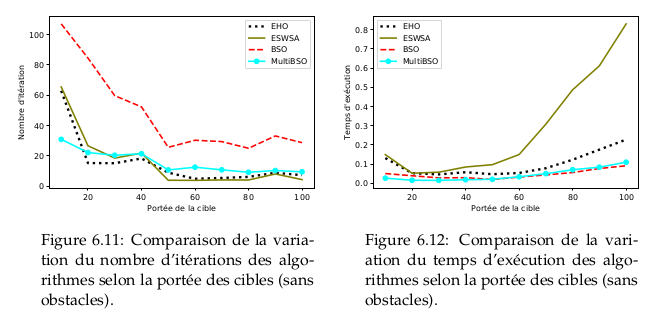 Nombre d'itération
100
80
60
40
20
0
EHO
ESWSA
BSO
MultiBSO
20 40 60 80 100
Portée de la cible
Figure 6.11: Comparaison de la varia-
tion du nombre d'itérations des algo-
rithmes selon la portée des cibles (sans
obstacles).
Temps d'exécution
0.8
0.7
0.6
0.5
0.4
0.3
0.2
0.1
0.0
EHO
ESWSA
BSO
MultiBSO
20 40 60 80 100
Portée de la cible
Figure 6.12: Comparaison de la vari-
ation du temps d'exécution des algo-
rithmes selon la portée des cibles (sans
obstacles).